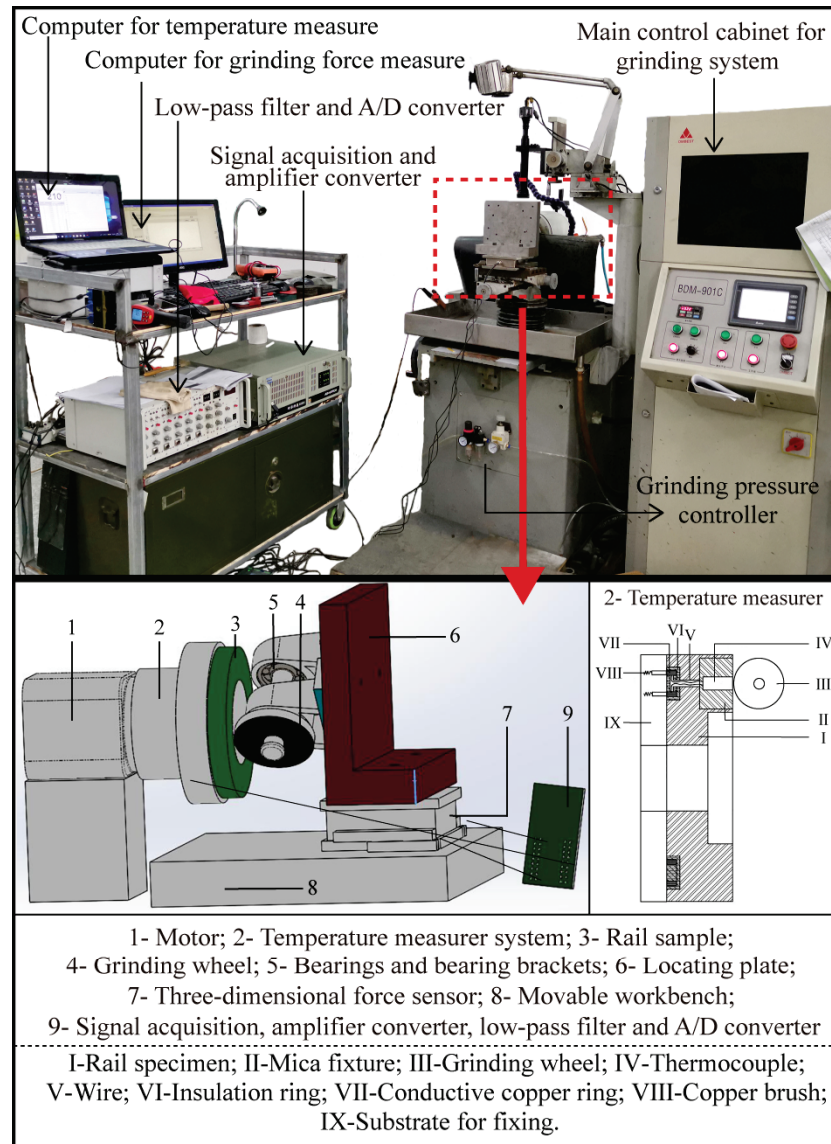 Computer for temperature measure
Computer for grinding force measure
Low-pass filter and A/D converter
Signal acquisition and
amplifier converter
Main control cabinet for
grinding system
210
BDM-901C
Grinding pressure
controller
1
2
3
5
4
6
7
9
8
2- Temperature measurer
VII
VI
V
IV
VIII
III
IX
II
I
1- Motor; 2- Temperature measurer system; 3- Rail sample;
4- Grinding wheel; 5- Bearings and bearing brackets; 6- Locating plate;
7- Three-dimensional force sensor; 8- Movable workbench;
9- Signal acquisition, amplifier converter, low-pass filter and A/D converter
I-Rail specimen; II-Mica fixture; III-Grinding wheel; IV-Thermocouple;
V-Wire; VI-Insulation ring; VII-Conductive copper ring; VIII-Copper brush;
IX-Substrate for fixing.